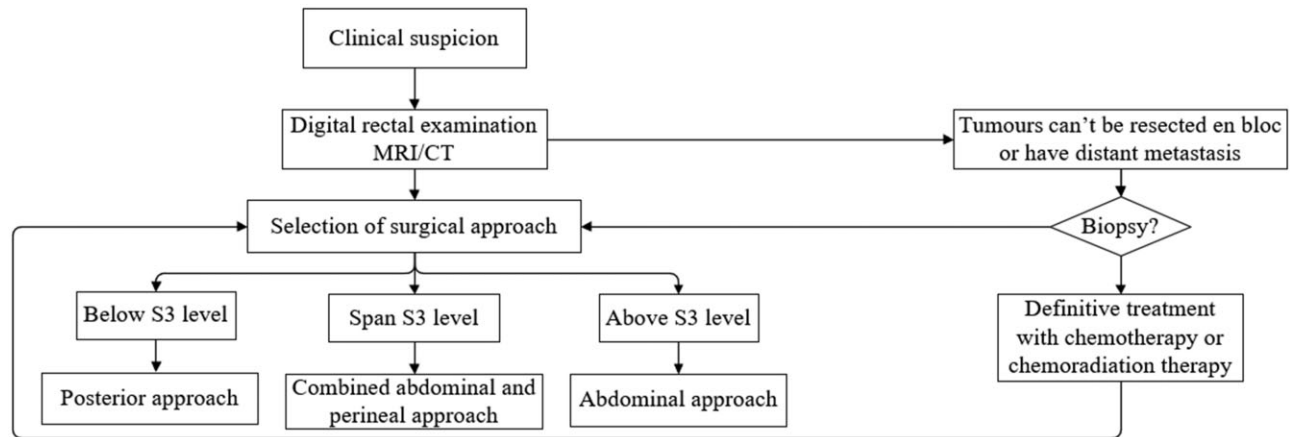 Clinical suspicion
Digital rectal examination
MRI/CT
Tumours can’t be resected en bloc
or have distant metastasis
Selection of surgical approach
Biopsy?
Below S3 level
Span S3 level
Above S3 level
Definitive treatment
with chemotherapy or
chemoradiation therapy
Posterior approach
Combined abdominal and
perineal approach
Abdominal approach